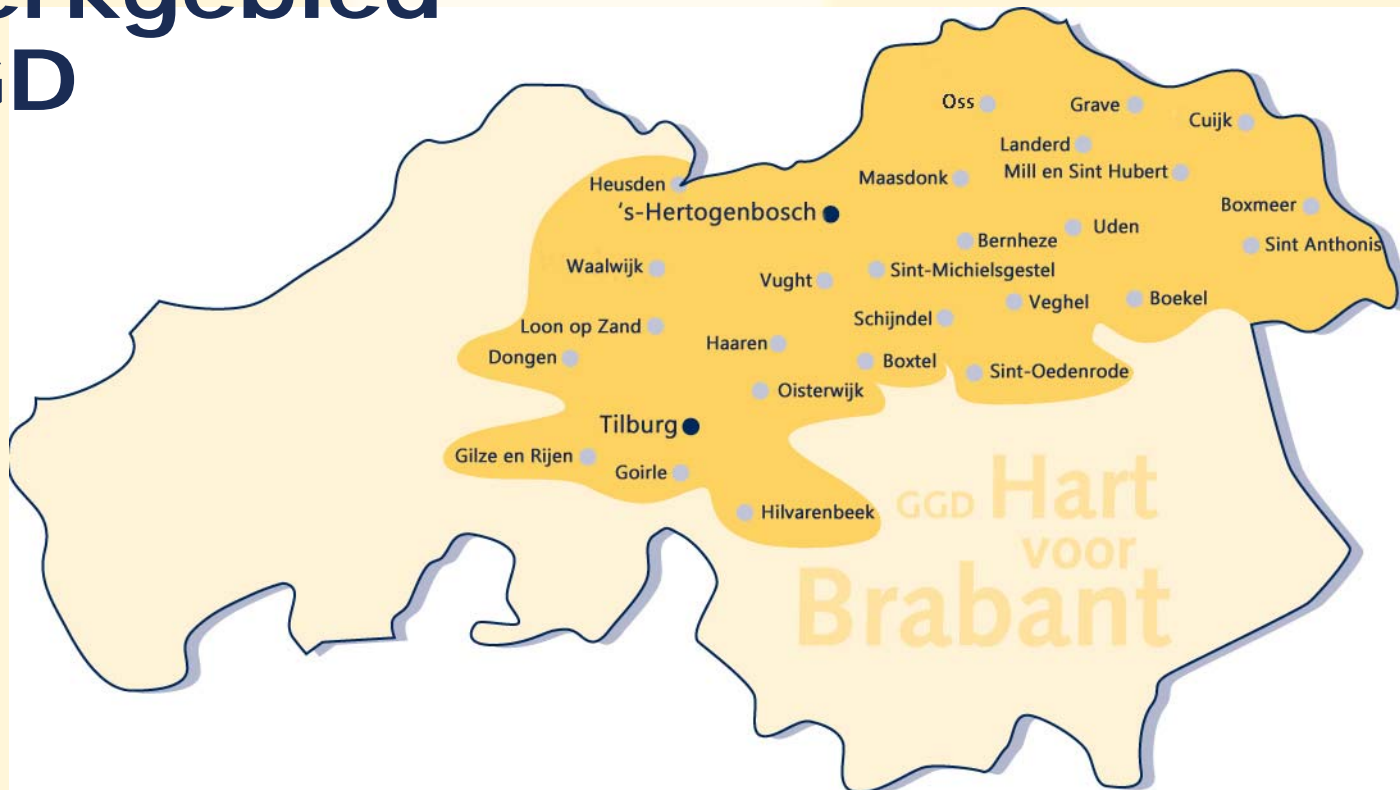 GD
Oss
Grave
Cuijk
Landerd
Maasdonk
Mill en Sint Hubert
Heusden
's-Hertogenbosch
Boxmeer
Uden
Bernheze
Sint Anthonis
Waalwijk
Vught
Sint-Michielsgestel
Veghel
Boekel
Loon op Zand
Schijndel
Haaren
Dongen
Boxtel
Sint-Oedenrode
Oisterwijk
Tilburg
Gilze en Rijen
Goirle
Hilvarenbeek
GGD Hart
voor
Brabant